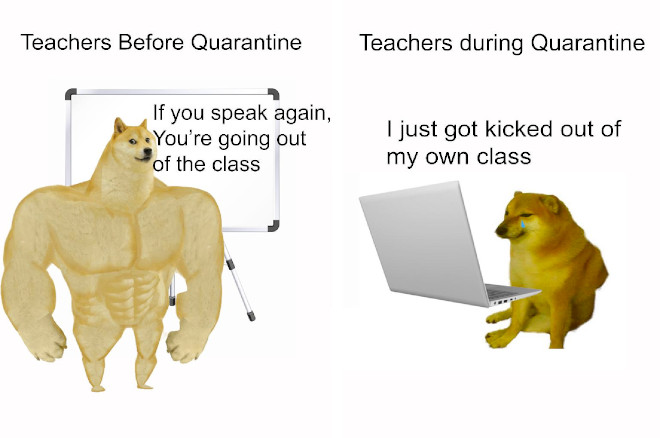 Teachers Before Quarantine
If you speak again,
You're going out
of the class
Teachers during Quarantine
I just got kicked out of
my own class